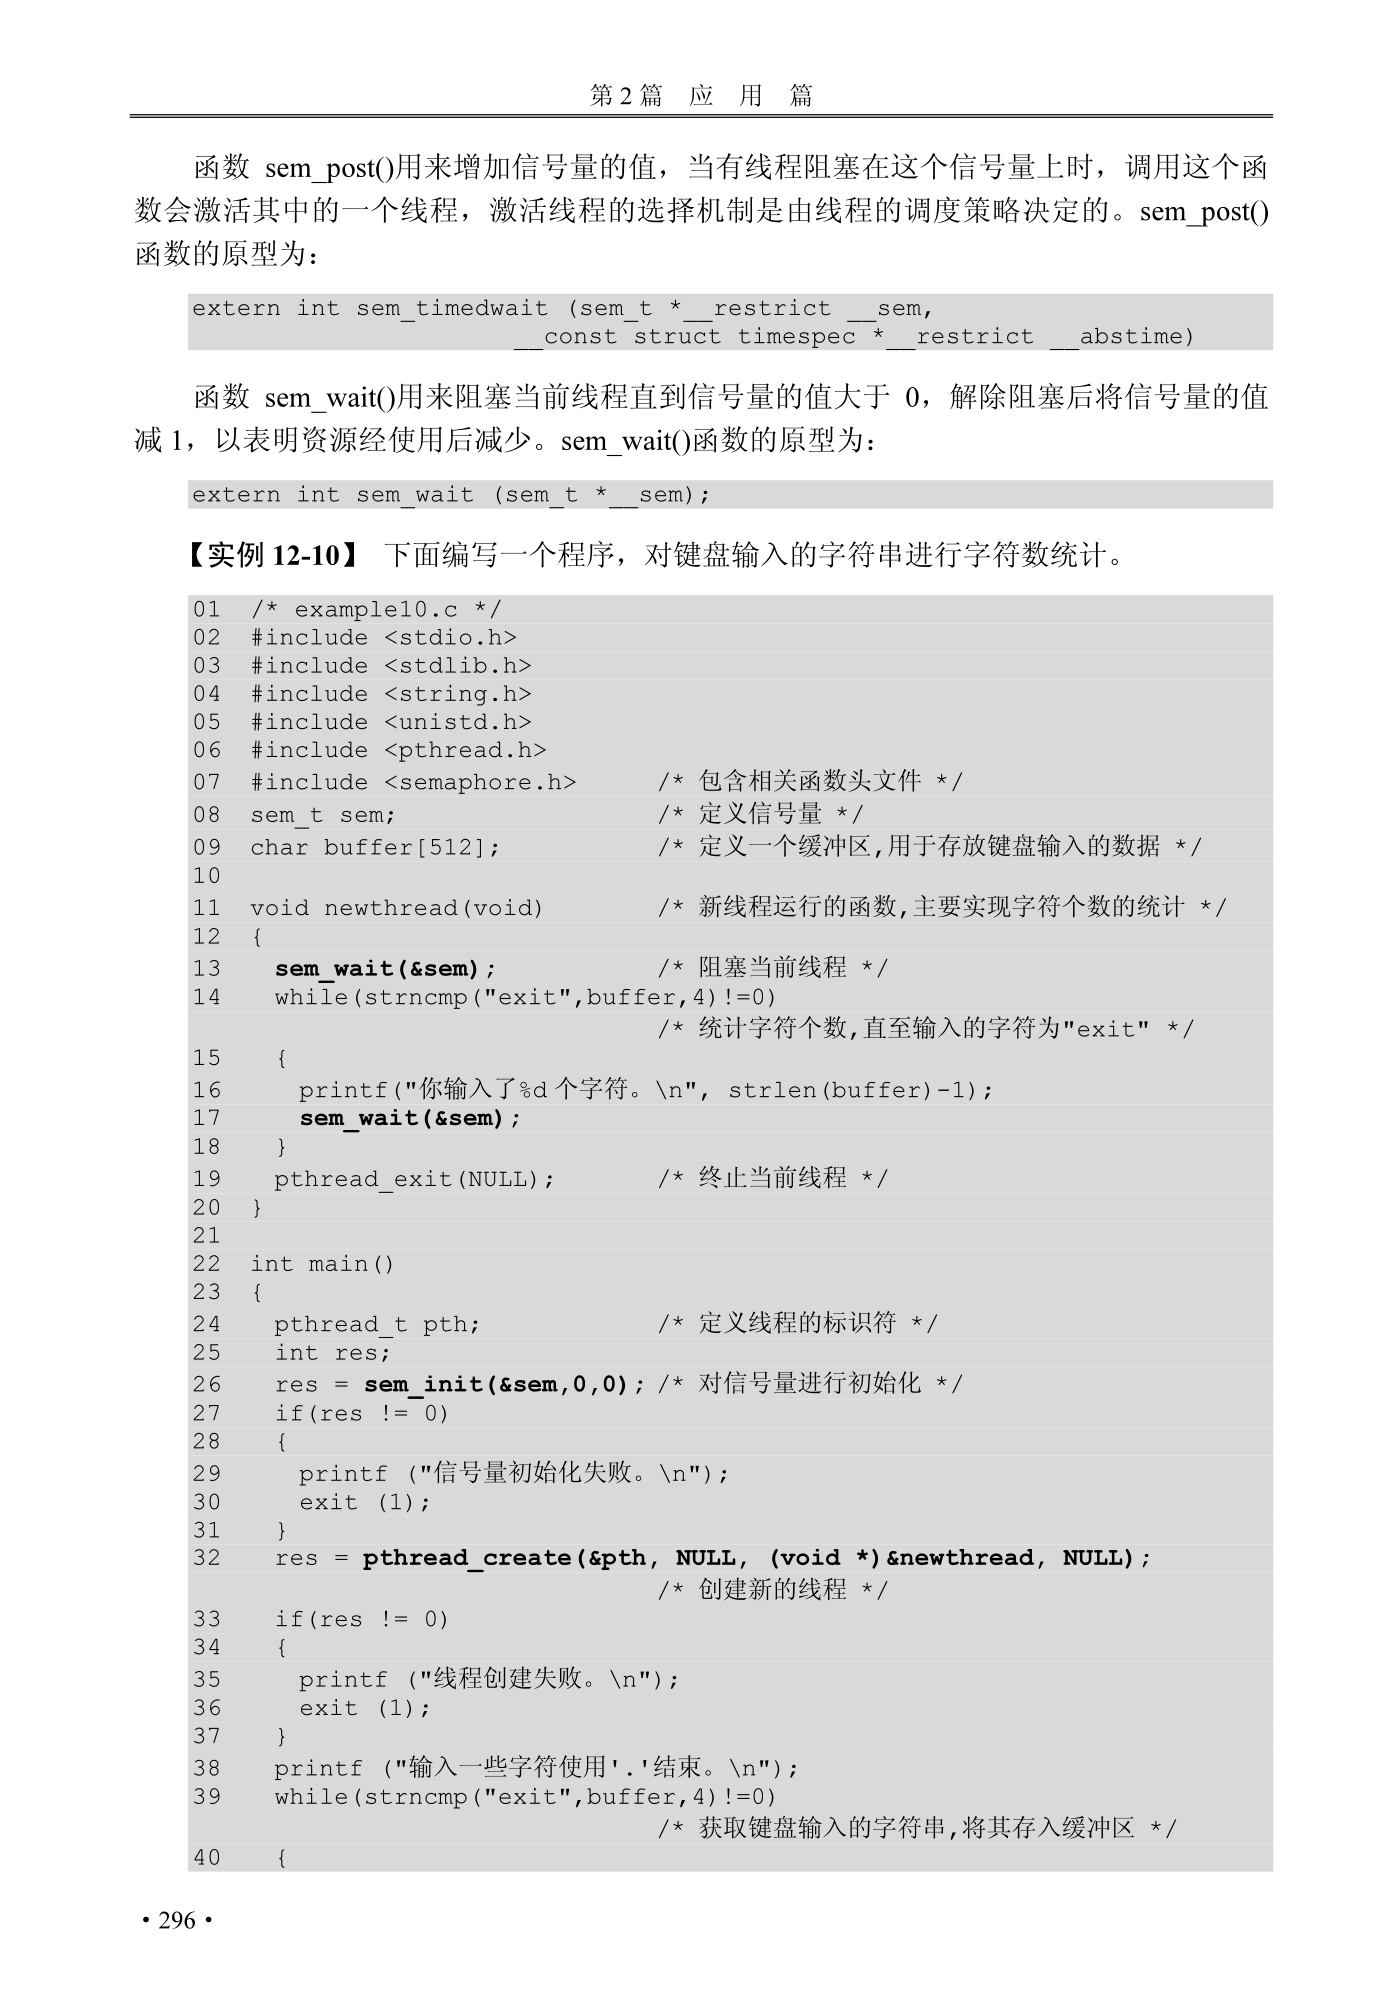 第 2 篇 应 用 篇
函数 sem_post()用来增加信号量的值，当有线程阻塞在这个信号量上时，调用这个函
数会激活其中的一个线程，激活线程的选择机制是由线程的调度策略决定的。sem_post()
函数的原型为：
extern int sem_timedwait (sem_t *__restrict __sem,
__const struct timespec *__restrict __abstime)
函数 sem_wait()用来阻塞当前线程直到信号量的值大于 0，解除阻塞后将信号量的值
减 1，以表明资源经使用后减少。sem_wait()函数的原型为：
extern int sem_wait (sem_t *__sem);
【实例 12-10】 下面编写一个程序，对键盘输入的字符串进行字符数统计。
01 /* example10.c */
02 #include <stdio.h>
03 #include <stdlib.h>
04 #include <string.h>
05 #include <unistd.h>
06 #include <pthread.h>
07 #include <semaphore.h> /* 包含相关函数头文件 */
08 sem_t sem; /* 定义信号量 */
09 char buffer[512]; /* 定义一个缓冲区,用于存放键盘输入的数据 */
10
11 void newthread(void) /* 新线程运行的函数,主要实现字符个数的统计 */
12 {
13 sem_wait(&sem); /* 阻塞当前线程 */
14 while(strncmp("exit",buffer,4)!=0)
/* 统计字符个数,直至输入的字符为"exit" */
15 {
16 printf("你输入了%d 个字符。\n", strlen(buffer)-1);
17 sem_wait(&sem);
18 }
19 pthread_exit(NULL); /* 终止当前线程 */
20 }
21
22 int main()
23 {
24 pthread_t pth; /* 定义线程的标识符 */
25 int res;
26 res = sem_init(&sem,0,0); /* 对信号量进行初始化 */
27 if(res != 0)
28 {
29 printf ("信号量初始化失败。\n");
30 exit (1);
31 }
32 res = pthread_create(&pth, NULL, (void *)&newthread, NULL);
/* 创建新的线程 */
33 if(res != 0)
34 {
35 printf ("线程创建失败。\n");
36 exit (1);
37 }
38 printf ("输入一些字符使用'.'结束。\n");
39 while(strncmp("exit",buffer,4)!=0)
/* 获取键盘输入的字符串,将其存入缓冲区 */
40 {
· 296 ·